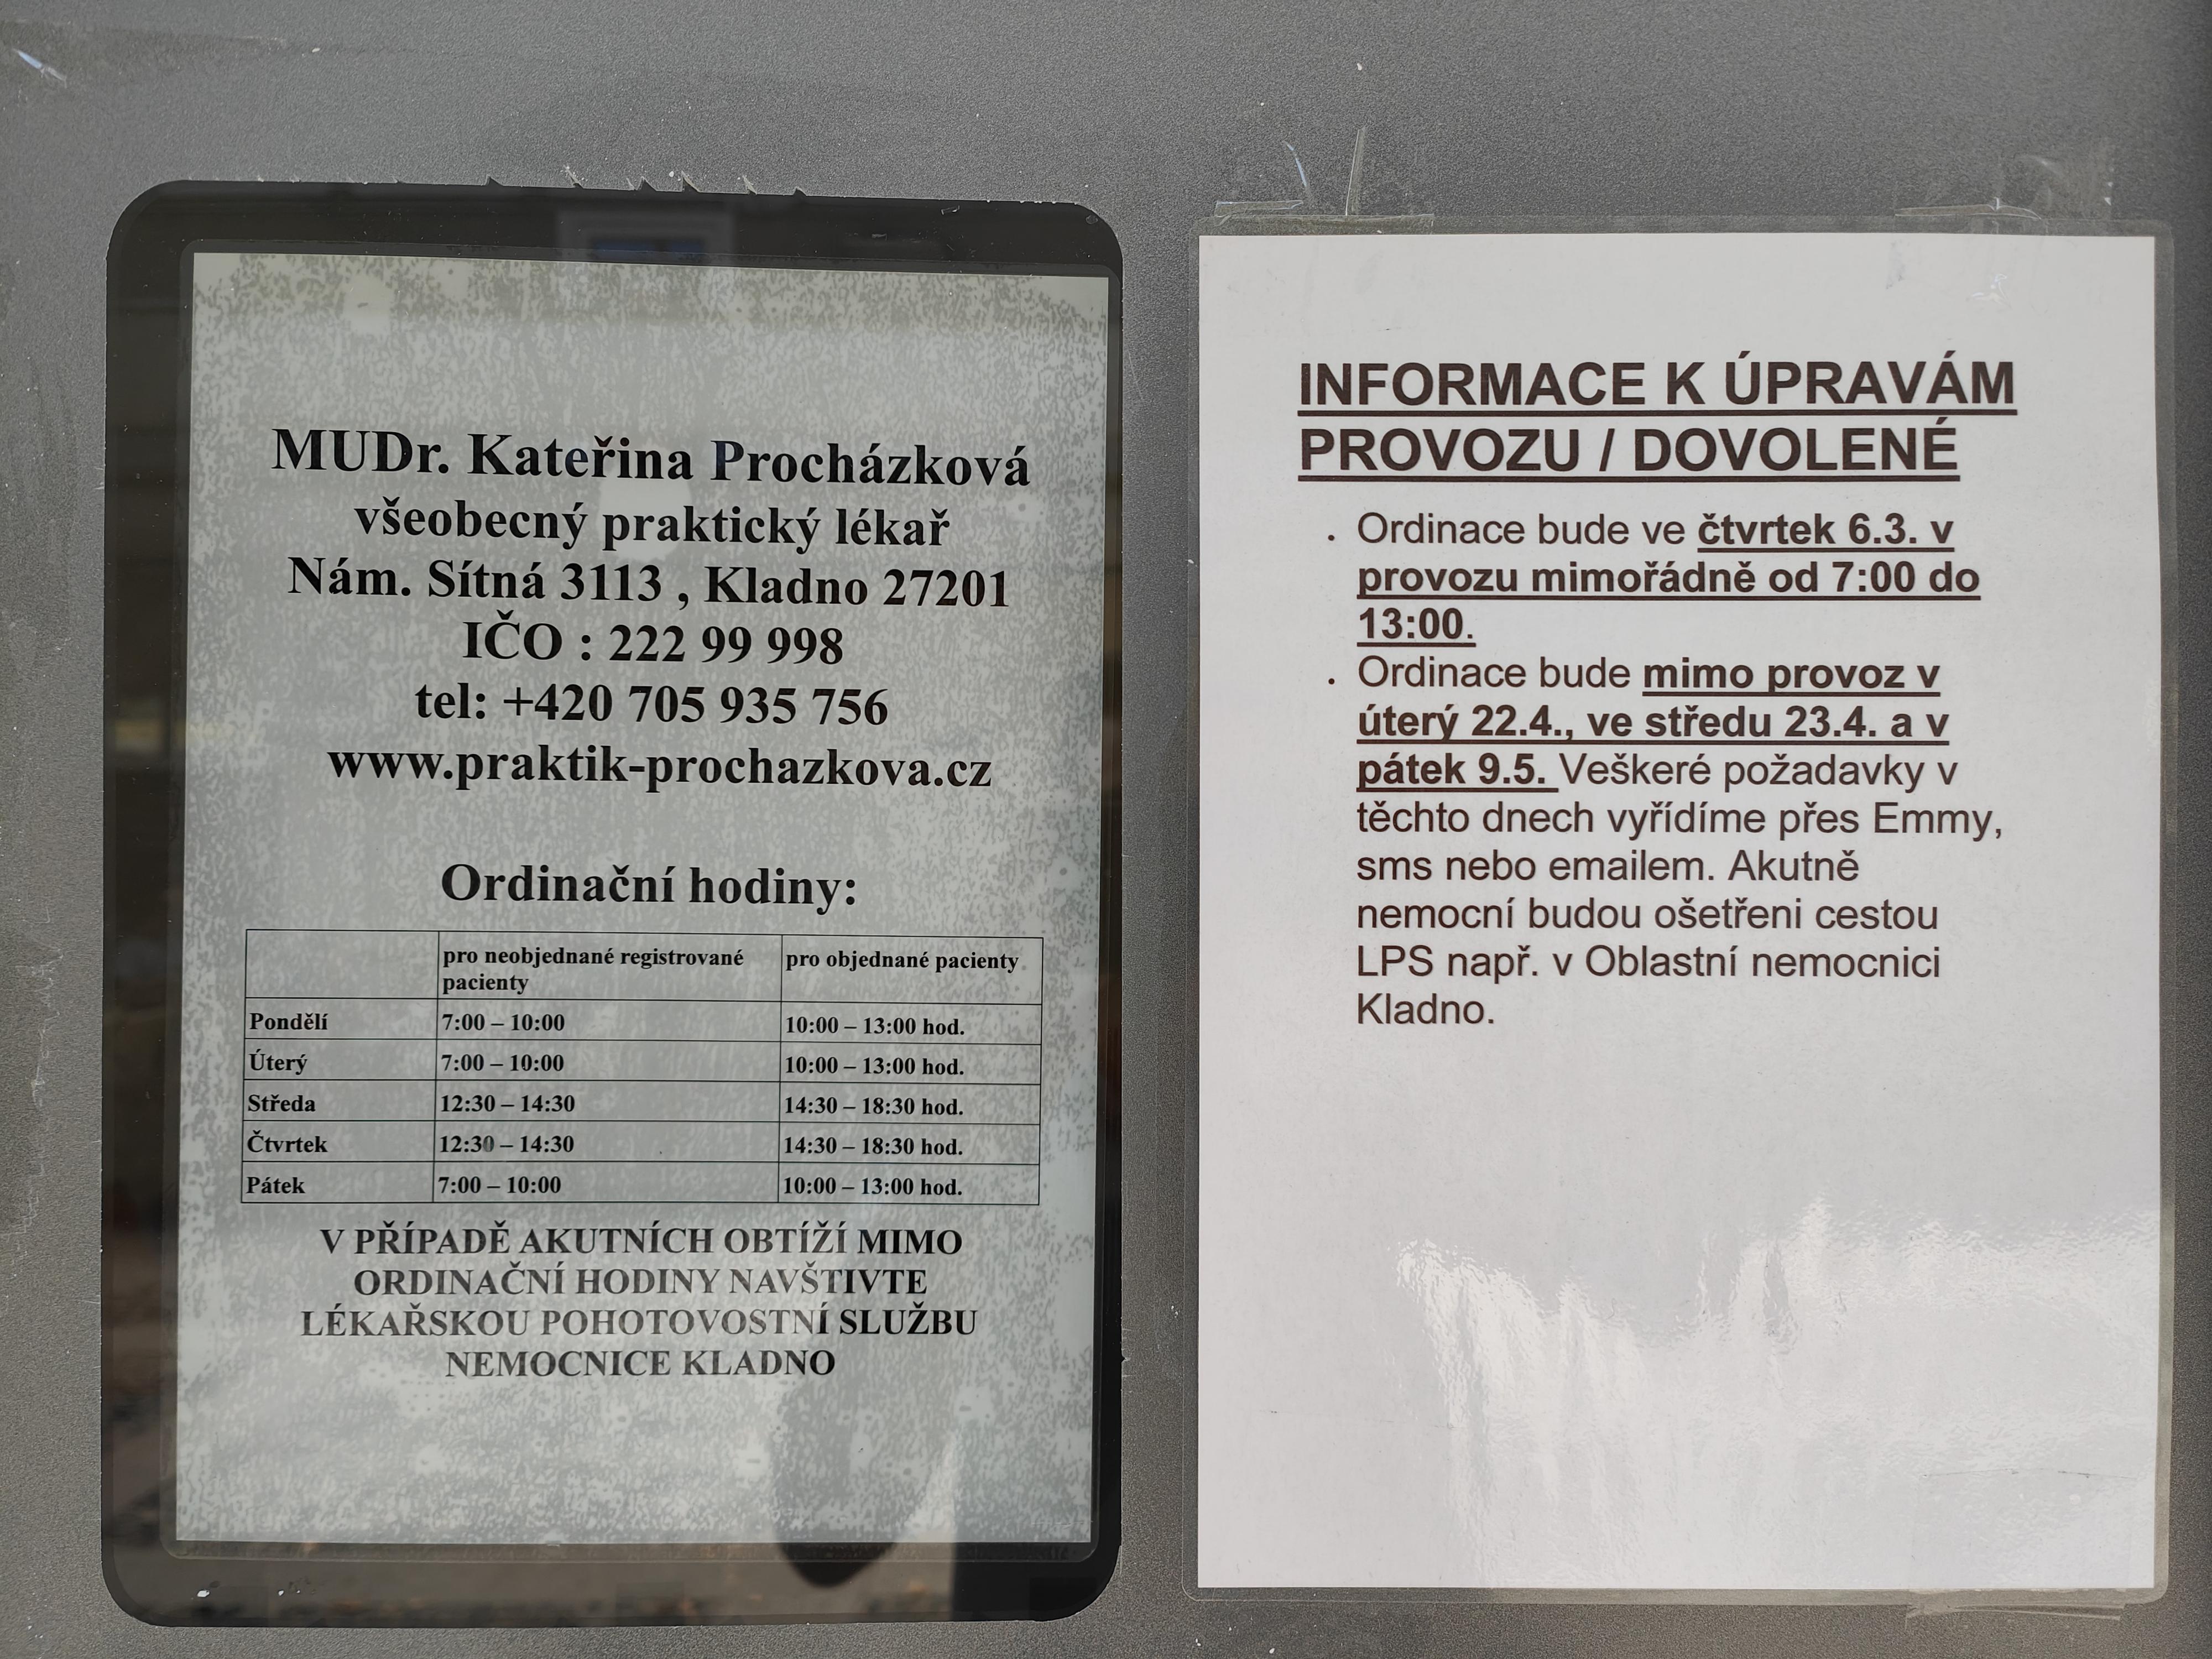 MUDr. Kateřina Procházková
všeobecný praktický lékař
Nám. Sítná 3113 , Kladno 27201
IČO : 222 99 998
tel: +420 705 935 756
www.praktik-prochazkova.cz
Ordinační hodiny:
pro neobjednané registrované pacienty pro objednané pacienty
Pondělí 7:00 – 10:00 10:00 – 13:00 hod.
Úterý 7:00 – 10:00 10:00 – 13:00 hod.
Středa 12:30 – 14:30 14:30 – 18:30 hod.
Čtvrtek 12:30 – 14:30 14:30 – 18:30 hod.
Pátek 7:00 – 10:00 10:00 – 13:00 hod.
V PŘÍPADĚ AKUTNÍCH OBTÍŽÍ MIMO
ORDINAČNÍ HODINY NAVŠTIVTE
LÉKAŘSKOU POHOTOVOSTNÍ SLUŽBU
NEMOCNICE KLADNO
INFORMACE K ÚPRAVÁM
PROVOZU / DOVOLENÉ
. Ordinace bude ve čtvrtek 6.3. v
provozu mimořádně od 7:00 do
13:00.
. Ordinace bude mimo provoz v
úterý 22.4., ve středu 23.4. a v
pátek 9.5. Veškeré požadavky v
těchto dnech vyřídíme přes Emmy,
sms nebo emailem. Akutně
nemocní budou ošetřeni cestou
LPS např. v Oblastní nemocnici
Kladno.